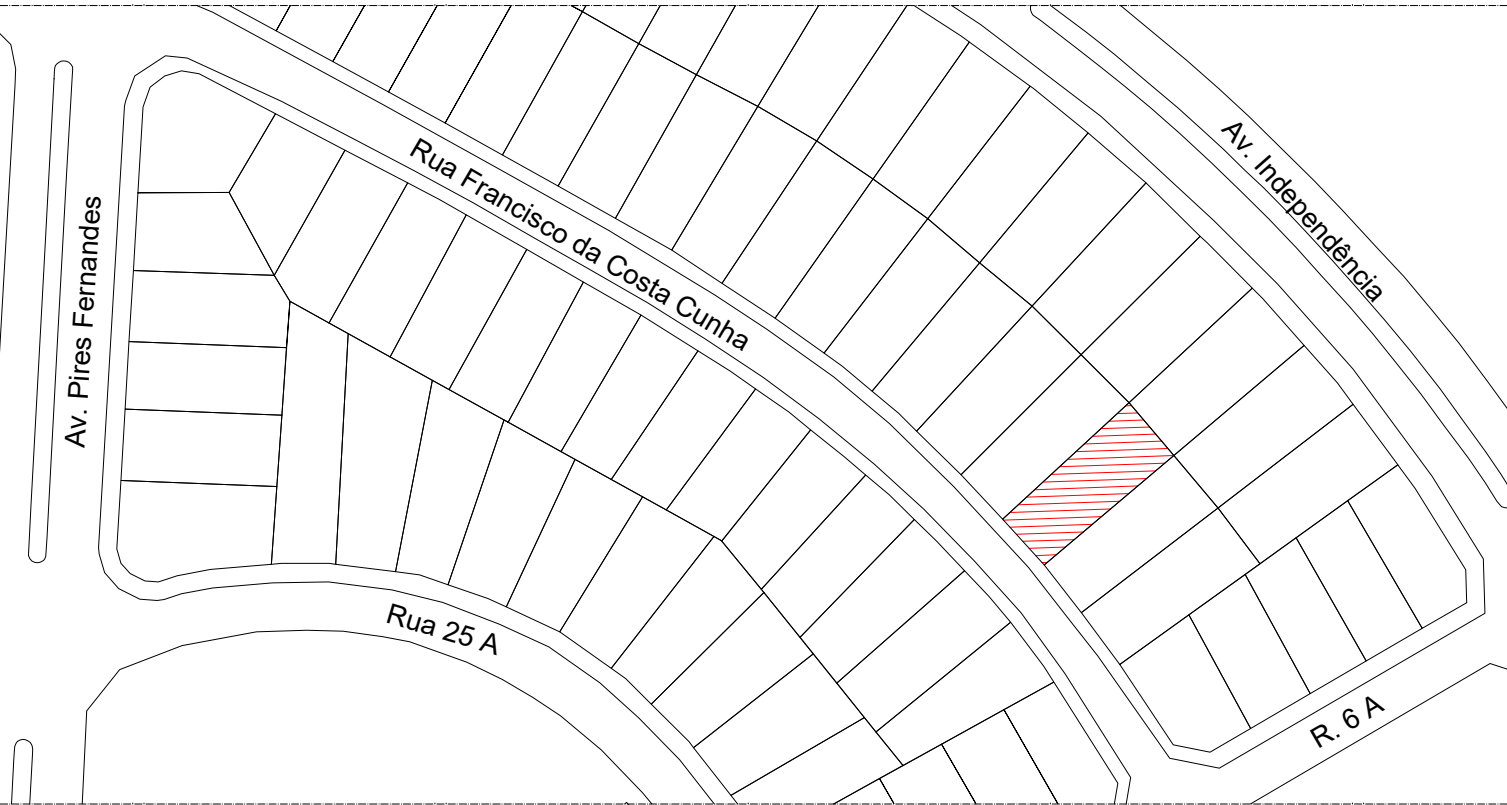 Av. Independência
Rua Francisco da Costa Cunha
Av. Pires Fernandes
Rua 25 A
R. 6 A